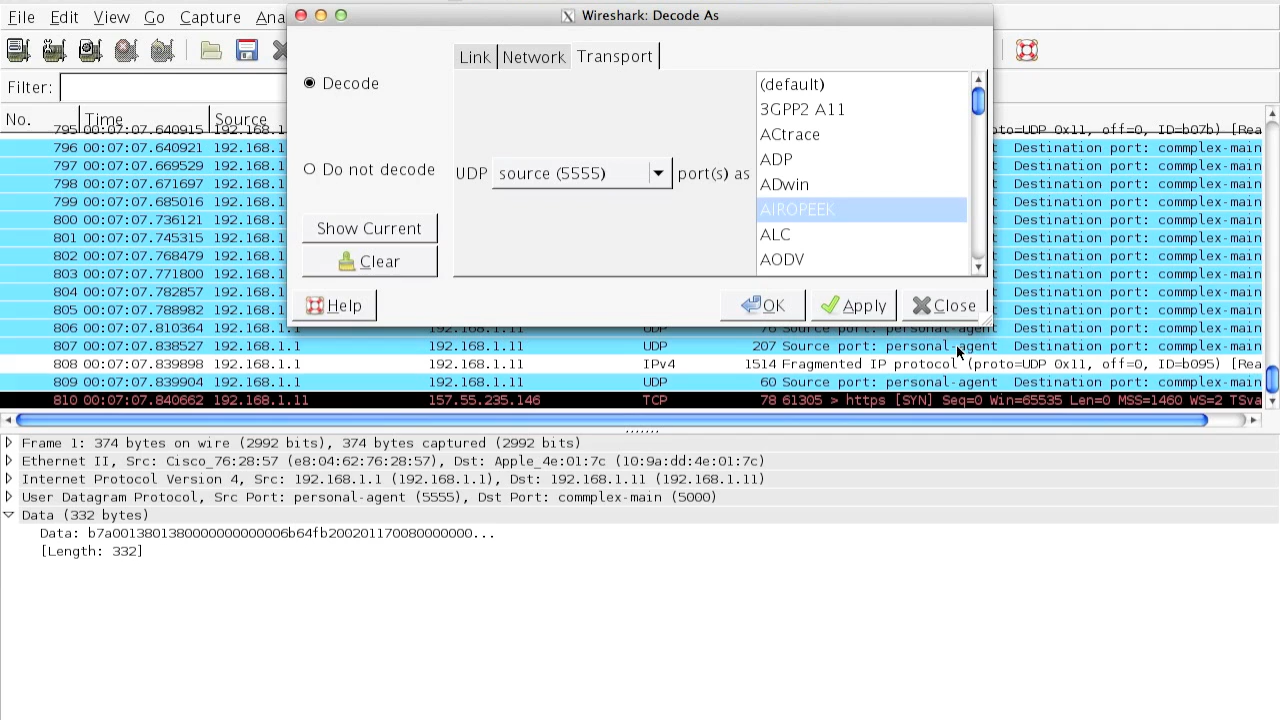 Wireshark: Decode As
File Edit View Go Capture Ana
Link Network Transport
Decode
Do not decode
Show Current
Clear
UDP source (5555) port(s) as
(default)
3GPP2 A11
ACtrace
ADP
ADwin
AIROPEEK
ALC
AODV
Help OK Apply Close
Filter:
No. Time Source
795 00:07:07.640915 192.168.1 oto=UDP 0x11, off=0, ID=b07b) [Rea
796 00:07:07.640921 192.168.1 Destination port: commplex-main
797 00:07:07.669529 192.168.1 Destination port: commplex-main
798 00:07:07.671697 192.168.1 Destination port: commplex-main
799 00:07:07.685016 192.168.1 Destination port: commplex-main
800 00:07:07.736121 192.168.1 Destination port: commplex-main
801 00:07:07.745315 192.168.1 Destination port: commplex-main
802 00:07:07.768479 192.168.1 Destination port: commplex-main
803 00:07:07.771800 192.168.1 Destination port: commplex-main
804 00:07:07.782857 192.168.1 Destination port: commplex-main
805 00:07:07.788982 192.168.1 Destination port: commplex-main
806 00:07:07.810364 192.168.1.1 192.168.1.11 UDP 76 Source port: personal-agent Destination port: commplex-main
807 00:07:07.838527 192.168.1.1 192.168.1.11 UDP 207 Source port: personal-agent Destination port: commplex-main
808 00:07:07.839898 192.168.1.1 192.168.1.11 IPv4 1514 Fragmented IP protocol (proto=UDP 0x11, off=0, ID=b095) [Rea
809 00:07:07.839904 192.168.1.1 192.168.1.11 UDP 60 Source port: personal-agent Destination port: commplex-main
810 00:07:07.840662 192.168.1.11 157.55.235.146 TCP 78 61305 > https [SYN] Seq=0 Win=65535 Len=0 MSS=1460 WS=2 TSva
Frame 1: 374 bytes on wire (2992 bits), 374 bytes captured (2992 bits)
Ethernet II, Src: Cisco_76:28:57 (e8:04:62:76:28:57), Dst: Apple_4e:01:7c (10:9a:dd:4e:01:7c)
Internet Protocol Version 4, Src: 192.168.1.1 (192.168.1.1), Dst: 192.168.1.11 (192.168.1.11)
User Datagram Protocol, Src Port: personal-agent (5555), Dst Port: commplex-main (5000)
Data (332 bytes)
Data: b7a001380138000000000006b64fb200201170080000000...
[Length: 332]